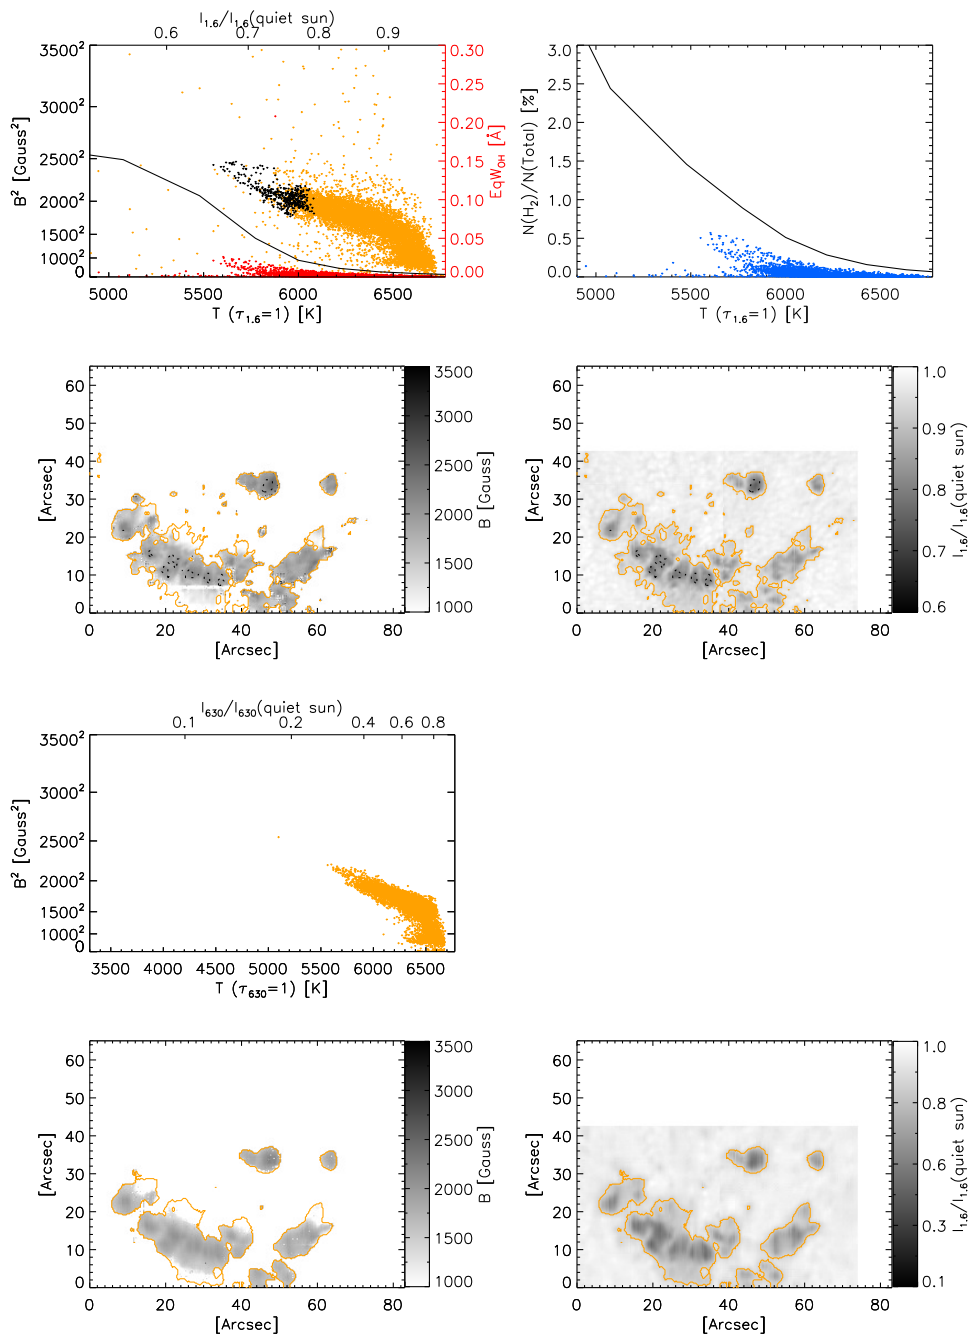 I1.6/I1.6(quiet sun)
0.6 0.7 0.8 0.9
3500² 3000² 2500² 2000² 1500² 1000² 0
B² [Gauss²]
0.30 0.25 0.20 0.15 0.10 0.05 0.00
EqWOH [Å]
5000 5500 6000 6500
T (τ1.6=1) [K]
3.0 2.5 2.0 1.5 1.0 0.5 0.0
N(H2)/N(Total) [%]
5000 5500 6000 6500
T (τ1.6=1) [K]
60 50 40 30 20 10 0
[Arcsec]
0 20 40 60 80
[Arcsec]
3500 3000 2500 2000 1500 1000
B [Gauss]
60 50 40 30 20 10 0
[Arcsec]
0 20 40 60 80
[Arcsec]
1.0 0.9 0.8 0.7 0.6
I1.6/I1.6(quiet sun)
I630/I630(quiet sun)
0.1 0.2 0.4 0.6 0.8
3500² 3000² 2500² 2000² 1500² 1000² 0
B² [Gauss²]
3500 4000 4500 5000 5500 6000 6500
T (τ630=1) [K]
60 50 40 30 20 10 0
[Arcsec]
0 20 40 60 80
[Arcsec]
3500 3000 2500 2000 1500 1000
B [Gauss]
60 50 40 30 20 10 0
[Arcsec]
0 20 40 60 80
[Arcsec]
1.0 0.9 0.6 0.3 0.1
I1.6/I1.6(quiet sun)